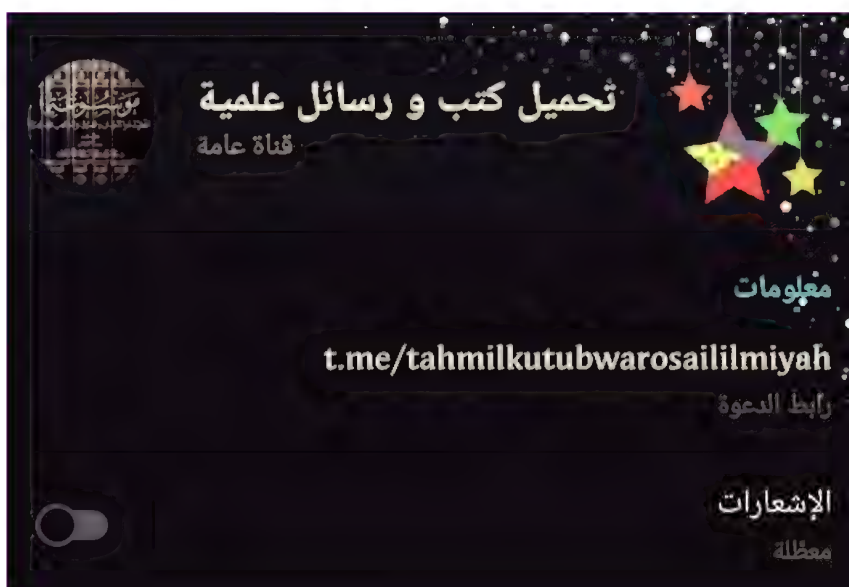 تحميل كتب و رسائل علمية
قناة عامة
معلومات
t.me/tahmilkutubwarosaililmiyah
رابط الدعوة
الإشعارات
معطلة